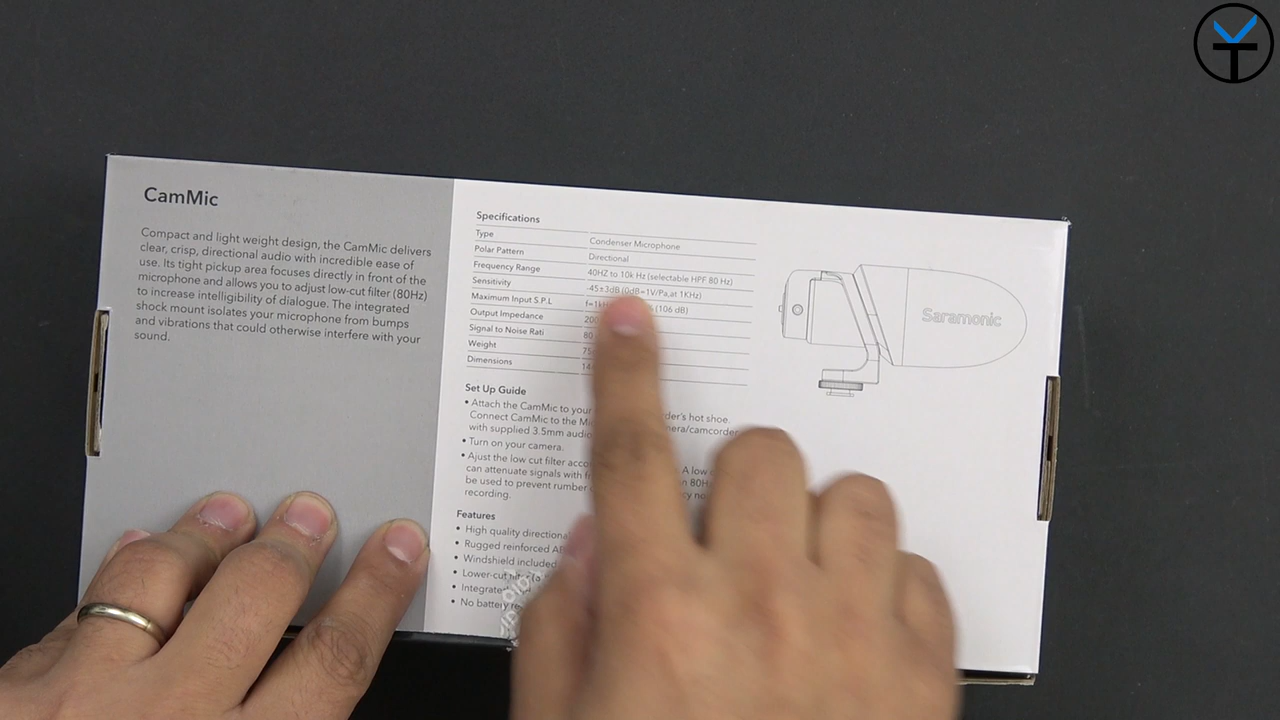 CamMic
Compact and light weight design, the CamMic delivers
clear, crisp, directional audio with incredible ease of
use. Its tight pickup area focuses directly in front of the
microphone and allows you to adjust low-cut filter (80Hz)
to increase intelligibility of dialogue. The integrated
shock mount isolates your microphone from bumps
and vibrations that could otherwise interfere with your
sound.
Specifications
Type Condenser Microphone
Polar Pattern Directional
Frequency Range 40HZ to 10k Hz (selectable HPF 80 Hz)
Sensitivity -45±3dB (0dB=1V/Pa,at 1KHz)
Maximum Input S.P.L (106 dB)
Output Impedance
Signal to Noise Rati
Weight
Dimensions
Set Up Guide
• Attach the CamMic to your hot shoe
Connect CamMic to the
with supplied 3.5mm
• Turn on your camera.
• Ajust the low cut filter A low
can attenuate signals with 80Hz
be used to prevent rumber
recording.
Features
• High quality
• Rugged reinforced
• Windshield included
• Lower-cut
•
• No battery
Saramonic